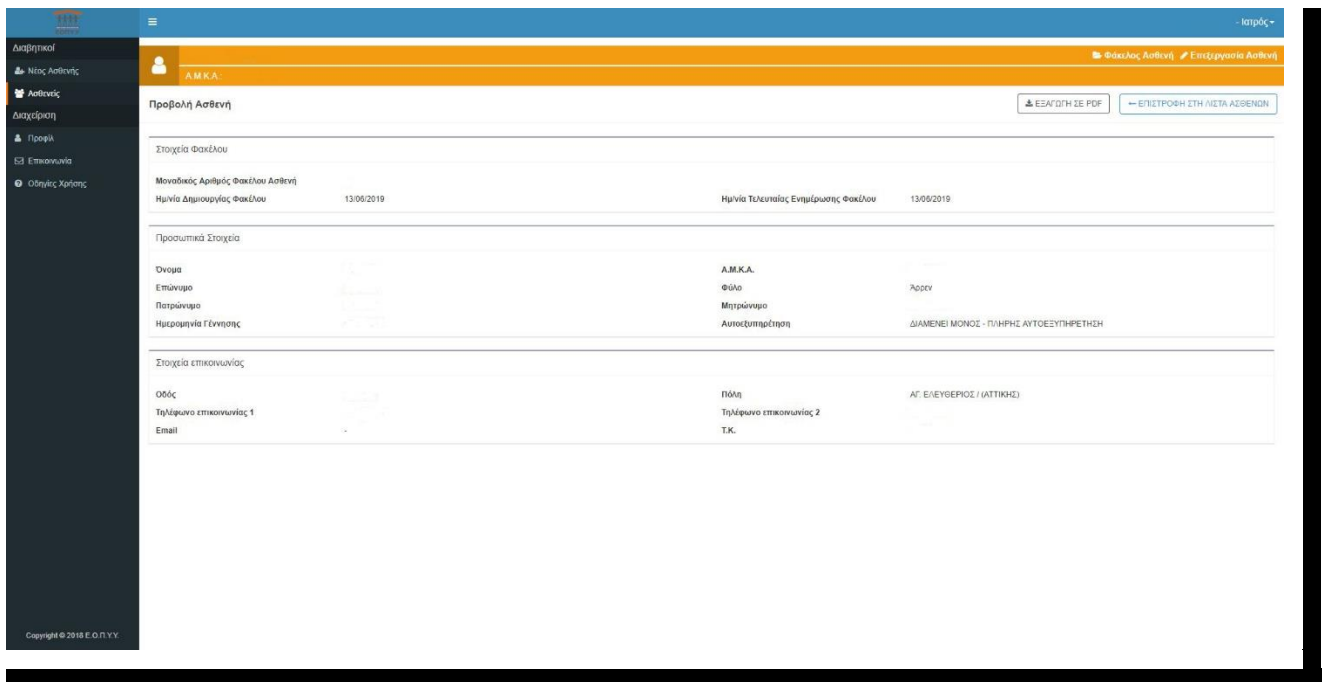 - Ιατρός
Διαβητικοί
Νέος Ασθενής
Ασθενείς
Διαχείριση
Προφίλ
Επικοινωνία
Οδηγίες Χρήσης
Copyright © 2018 Ε.Ο.Π.Υ.Υ.
Φάκελος Ασθενή Επεξεργασία Ασθενή
Α.Μ.Κ.Α.:
Προβολή Ασθενή ΕΞΑΓΩΓΗ ΣΕ PDF ΕΠΙΣΤΡΟΦΗ ΣΤΗ ΛΙΣΤΑ ΑΣΘΕΝΩΝ
Στοιχεία Φακέλου
Μοναδικός Αριθμός Φακέλου Ασθενή
Ημ/νία Δημιουργίας Φακέλου 13/06/2019 Ημ/νία Τελευταίας Ενημέρωσης Φακέλου 13/06/2019
Προσωπικά Στοιχεία
Όνομα Α.Μ.Κ.Α.
Επώνυμο Φύλο Άρρεν
Πατρώνυμο Μητρώνυμο
Ημερομηνία Γέννησης Αυτοεξυπηρέτηση ΔΙΑΜΕΝΕΙ ΜΟΝΟΣ - ΠΛΗΡΗΣ ΑΥΤΟΕΞΥΠΗΡΕΤΗΣΗ
Στοιχεία επικοινωνίας
Οδός Πόλη ΑΓ. ΕΛΕΥΘΕΡΙΟΣ / (ΑΤΤΙΚΗΣ)
Τηλέφωνο επικοινωνίας 1 Τηλέφωνο επικοινωνίας 2
Email - Τ.Κ.